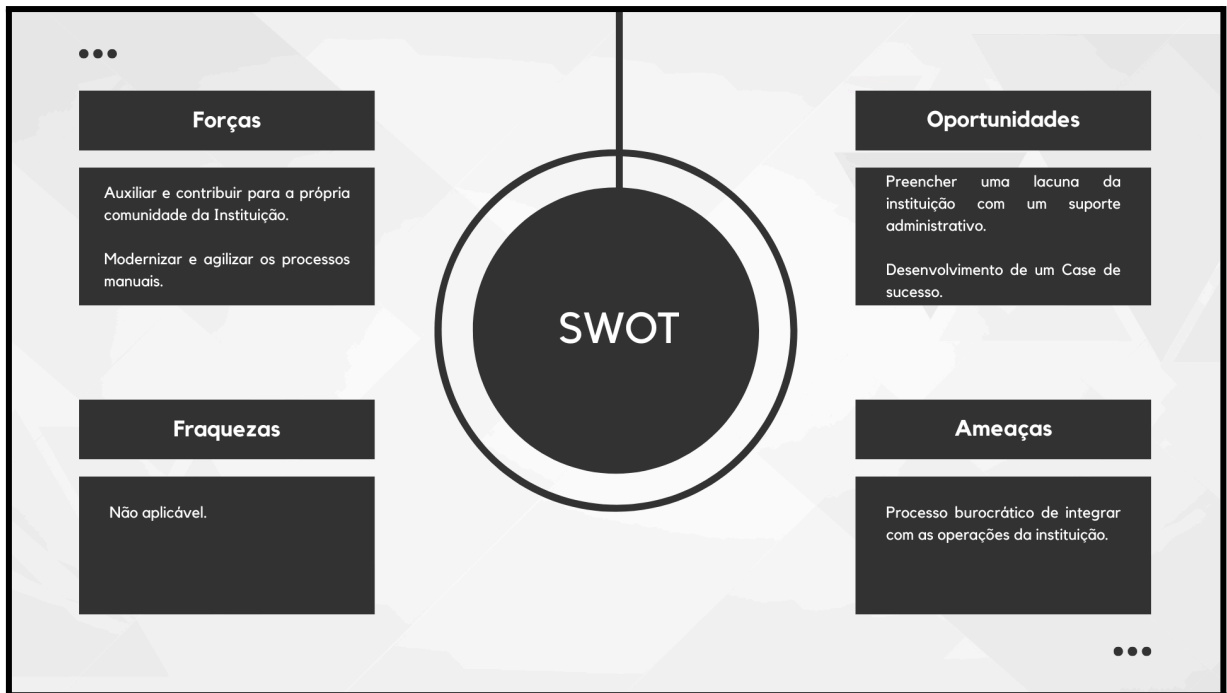 Forças
Auxiliar e contribuir para a própria
comunidade da Instituição.
Modernizar e agilizar os processos
manuais.
Oportunidades
Preencher uma lacuna da
instituição com um suporte
administrativo.
Desenvolvimento de um Case de
sucesso.
SWOT
Fraquezas
Não aplicável.
Ameaças
Processo burocrático de integrar
com as operações da instituição.